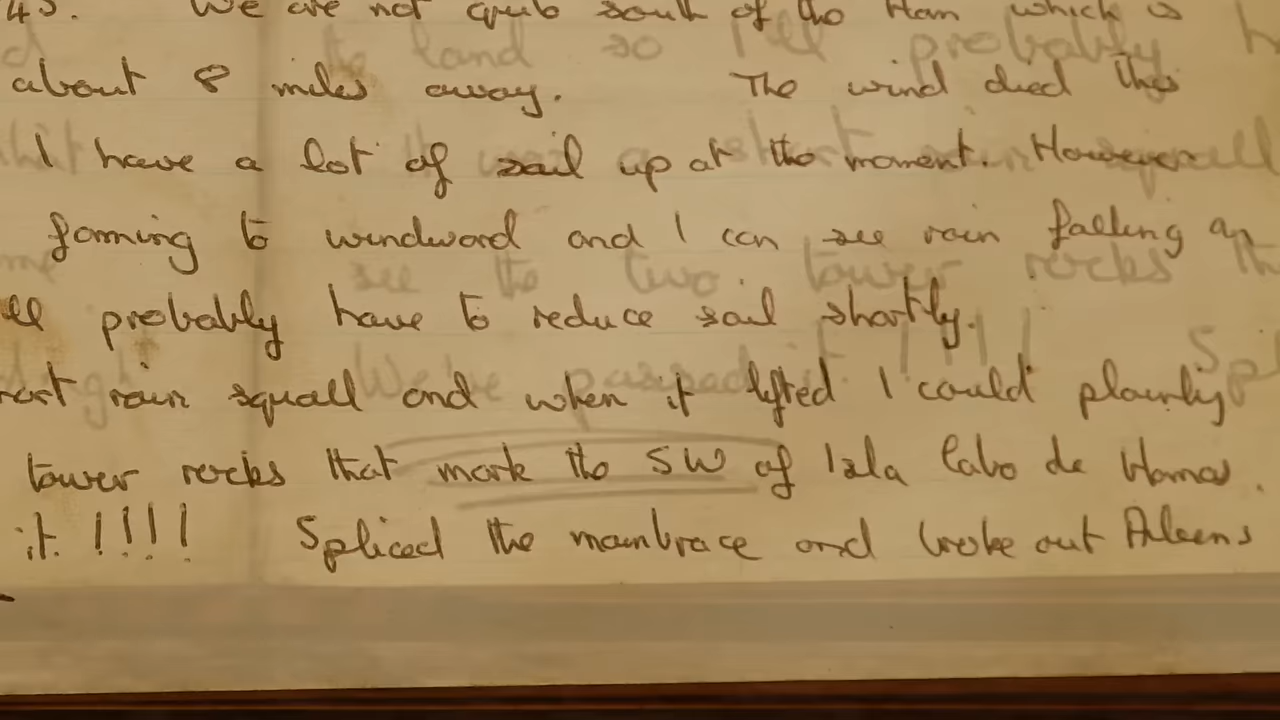 45. We are not quite south of the Horn which is
about 8 miles away. The wind died this
I have a lot of sail up at the moment. However
forming to windward and I can see rain falling an
ll probably have to reduce sail shortly.
rain squall and when it lifted I could plainly
tower rocks that mark the SW of Isla Cabo de Hornos.
it !!!! Spliced the mainbrace and broke out